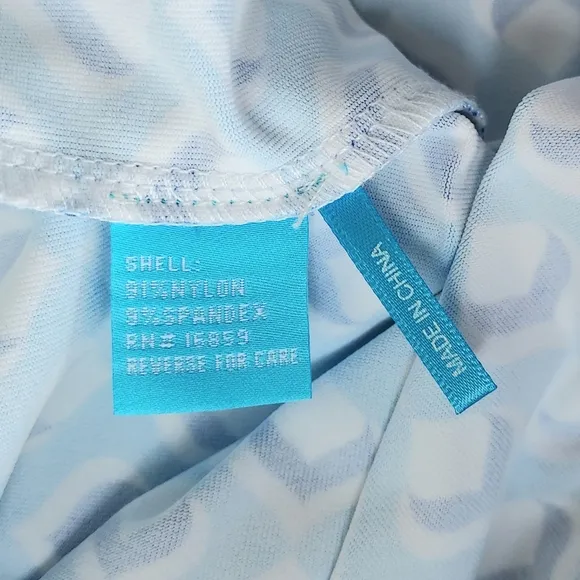 SHELL:
91%NYLON
9%SPANDEX
RN# 16859
REVERSE FOR CARE
MADE IN CHINA